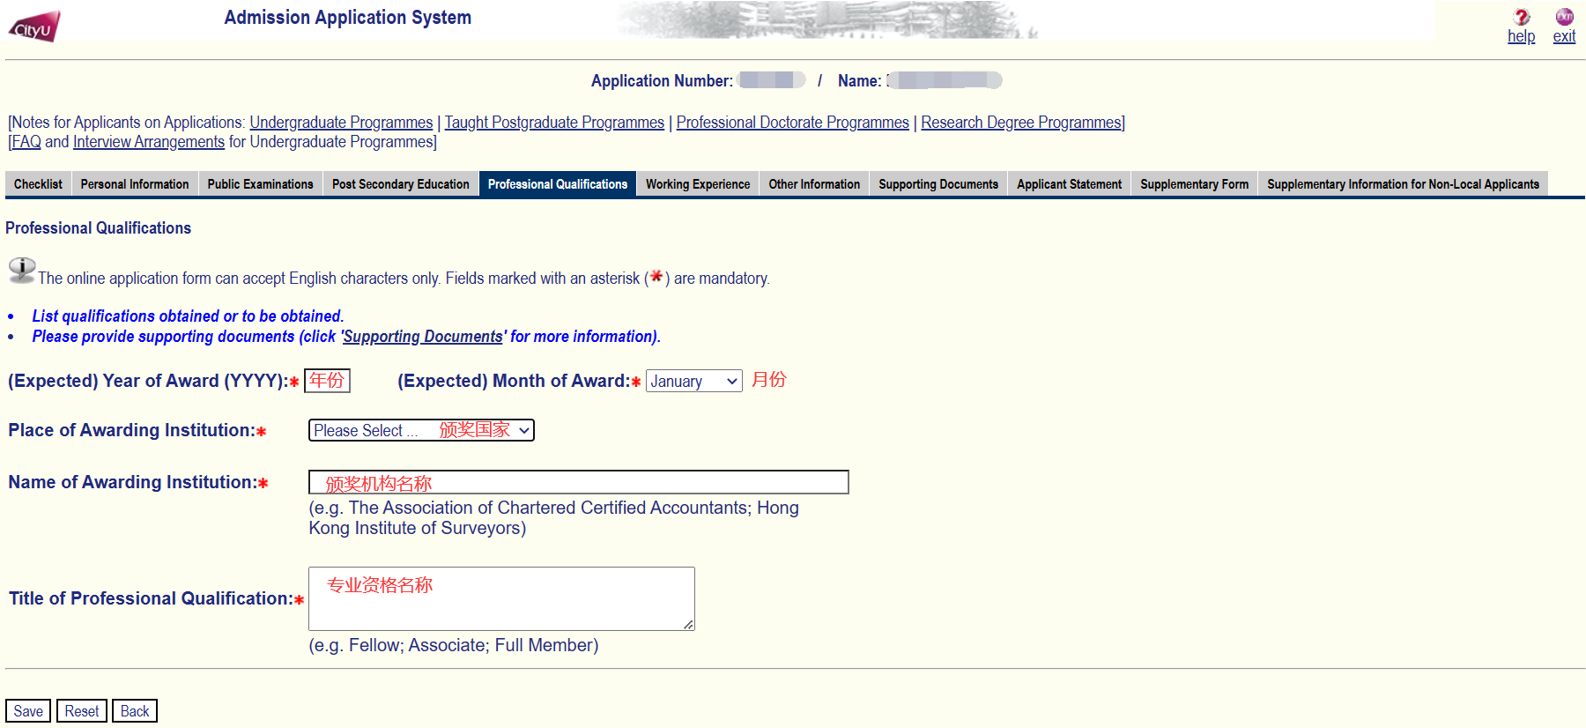 CityU
Admission Application System
help
exit
Application Number: / Name:
[Notes for Applicants on Applications: Undergraduate Programmes | Taught Postgraduate Programmes | Professional Doctorate Programmes | Research Degree Programmes]
[FAQ and Interview Arrangements for Undergraduate Programmes]
Checklist Personal Information Public Examinations Post Secondary Education Professional Qualifications Working Experience Other Information Supporting Documents Applicant Statement Supplementary Form Supplementary Information for Non-Local Applicants
Professional Qualifications
The online application form can accept English characters only. Fields marked with an asterisk (*) are mandatory.
• List qualifications obtained or to be obtained.
• Please provide supporting documents (click 'Supporting Documents' for more information).
(Expected) Year of Award (YYYY):* 年份 (Expected) Month of Award:* January 月份
Place of Awarding Institution:* Please Select ... 颁奖国家
Name of Awarding Institution:* 颁奖机构名称
(e.g. The Association of Chartered Certified Accountants; Hong
Kong Institute of Surveyors)
专业资格名称
Title of Professional Qualification:*
(e.g. Fellow; Associate; Full Member)
Save Reset Back